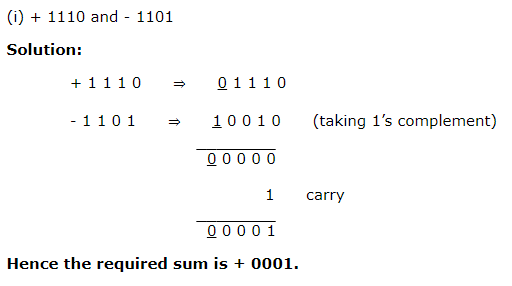 (i) + 1110 and - 1101
Solution:
+ 1 1 1 0 ⇒ 0 1 1 1 0
- 1 1 0 1 ⇒ 1 0 0 1 0 (taking 1’s complement)
0 0 0 0 0
1 carry
0 0 0 0 1
Hence the required sum is + 0001.